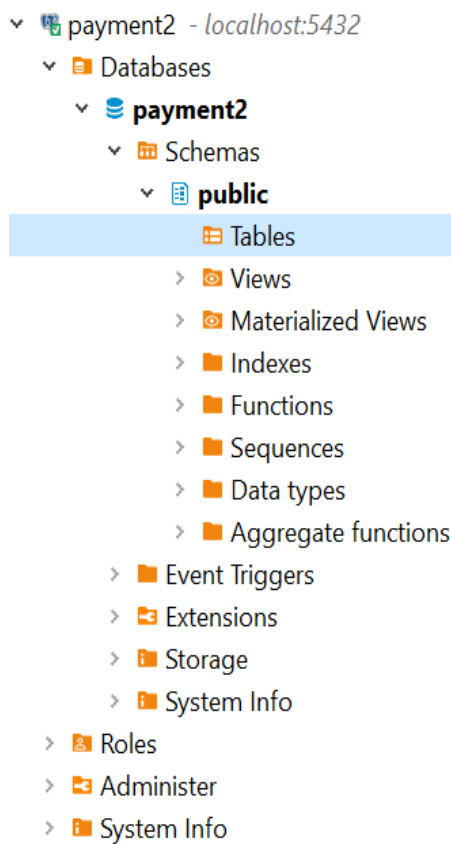 payment2 - localhost:5432
Databases
payment2
Schemas
public
Tables
Views
Materialized Views
Indexes
Functions
Sequences
Data types
Aggregate functions
Event Triggers
Extensions
Storage
System Info
Roles
Administer
System Info